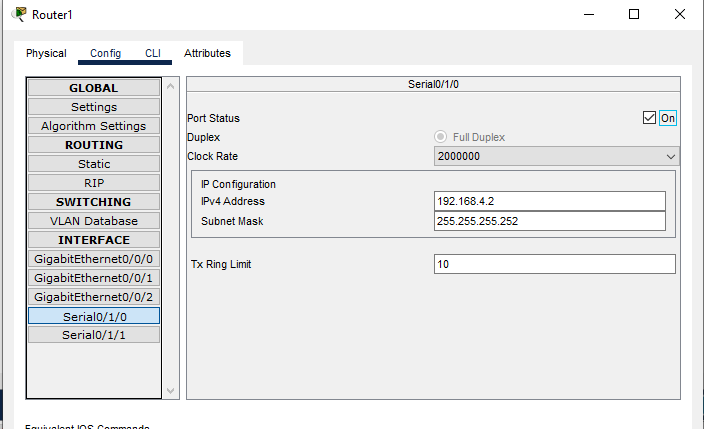 Router1
Physical Config CLI Attributes
GLOBAL
Settings
Algorithm Settings
ROUTING
Static
RIP
SWITCHING
VLAN Database
INTERFACE
GigabitEthernet0/0/0
GigabitEthernet0/0/1
GigabitEthernet0/0/2
Serial0/1/0
Serial0/1/1
Serial0/1/0
Port Status On
Duplex Full Duplex
Clock Rate 2000000
IP Configuration
IPv4 Address 192.168.4.2
Subnet Mask 255.255.255.252
Tx Ring Limit 10
Equivalent IOS Commands